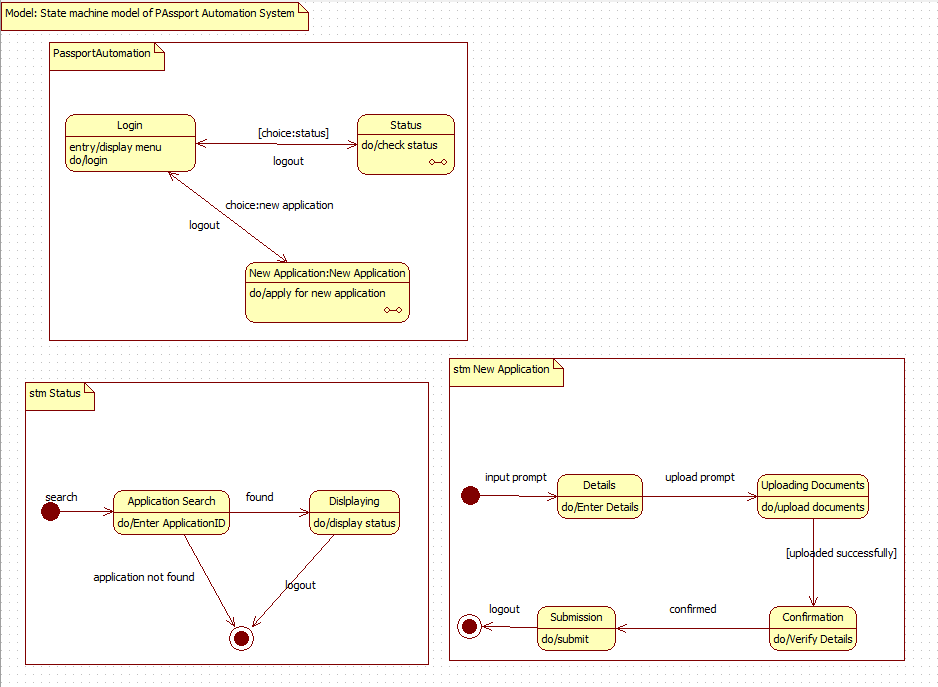 Model: State machine model of PAssport Automation System
PassportAutomation
Login
entry/display menu
do/login
[choice:status]
logout
Status
do/check status
choice:new application
logout
New Application:New Application
do/apply for new application
stm Status
search
Application Search
do/Enter ApplicationID
found
Dislplaying
do/display status
application not found
logout
stm New Application
input prompt
Details
do/Enter Details
upload prompt
Uploading Documents
do/upload documents
[uploaded successfully]
Confirmation
do/Verify Details
confirmed
Submission
do/submit
logout